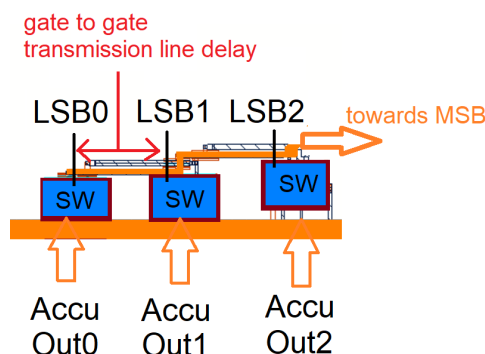 gate to gate
transmission line delay
LSB0 LSB1 LSB2
towards MSB
SW SW SW
Accu Accu Accu
Out0 Out1 Out2